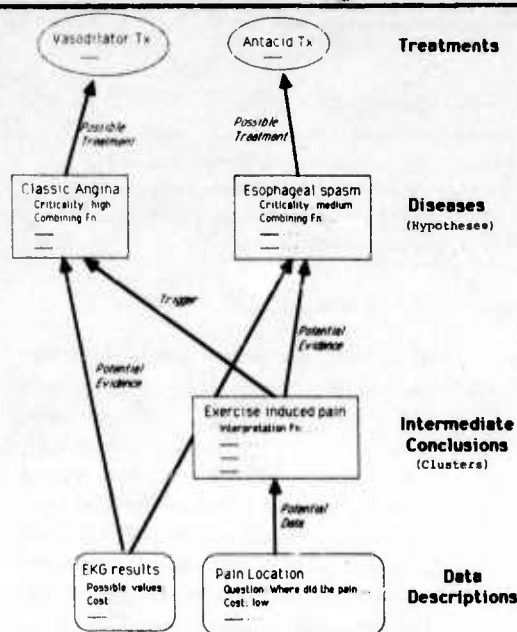 Vasodilator Tx
Antacid Tx
Treatments
Possible
Treatment
Possible
Treatment
Classic Angina
Criticality: high
Combining Fn
Esophageal spasm
Criticality medium
Combining Fn
Diseases
(Hypotheses)
Trigger
Potential
Evidence
Potential
Evidence
Exercise induced pain
Interpretation Fn
Intermediate
Conclusions
(Clusters)
Potential
Data
EKG results
Possible values
Cost
Pain Location
Question: Where did the pain ...
Cost: low
Data
Descriptions